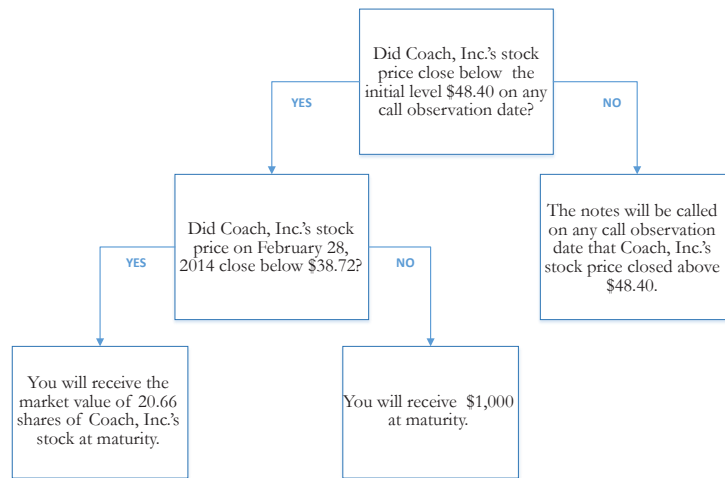 Did Coach, Inc.'s stock
price close below the
initial level $48.40 on any
call observation date?
YES
NO
Did Coach, Inc.'s stock
price on February 28,
2014 close below $38.72?
The notes will be called
on any call observation
date that Coach, Inc.'s
stock price closed above
$48.40.
YES
NO
You will receive the
market value of 20.66
shares of Coach, Inc.'s
stock at maturity.
You will receive $1,000
at maturity.